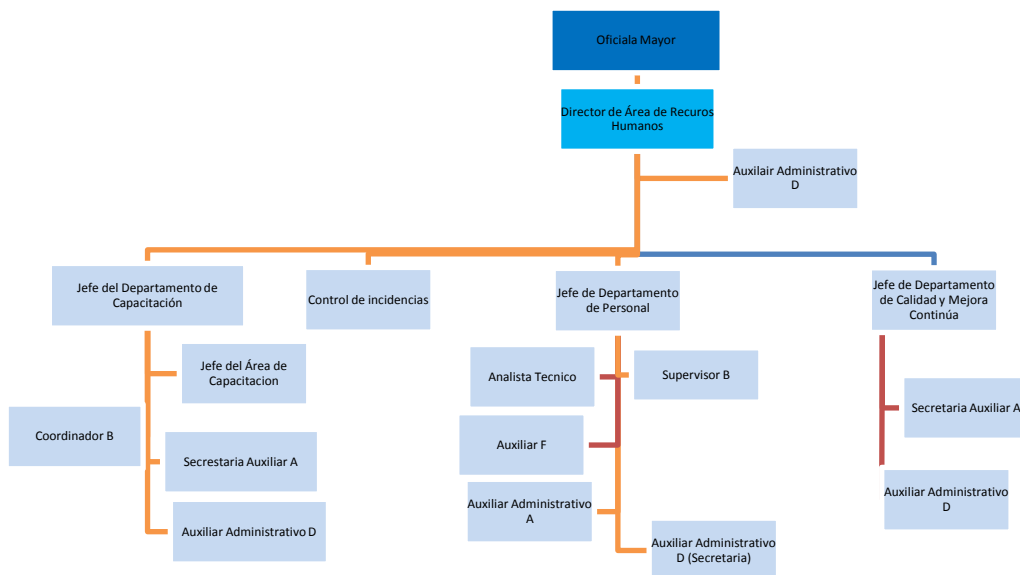 Oficiala Mayor
Director de Área de Recuros
Humanos
Auxilair Administrativo
D
Jefe del Departamento de
Capacitación
Control de incidencias
Jefe de Departamento
de Personal
Jefe de Departamento
de Calidad y Mejora
Continúa
Jefe del Área de
Capacitacion
Coordinador B
Secrestaria Auxiliar A
Auxiliar Administrativo D
Analista Tecnico
Supervisor B
Auxiliar F
Auxiliar Administrativo
A
Auxiliar Administrativo
D (Secretaria)
Secretaria Auxiliar A
Auxiliar Administrativo
D